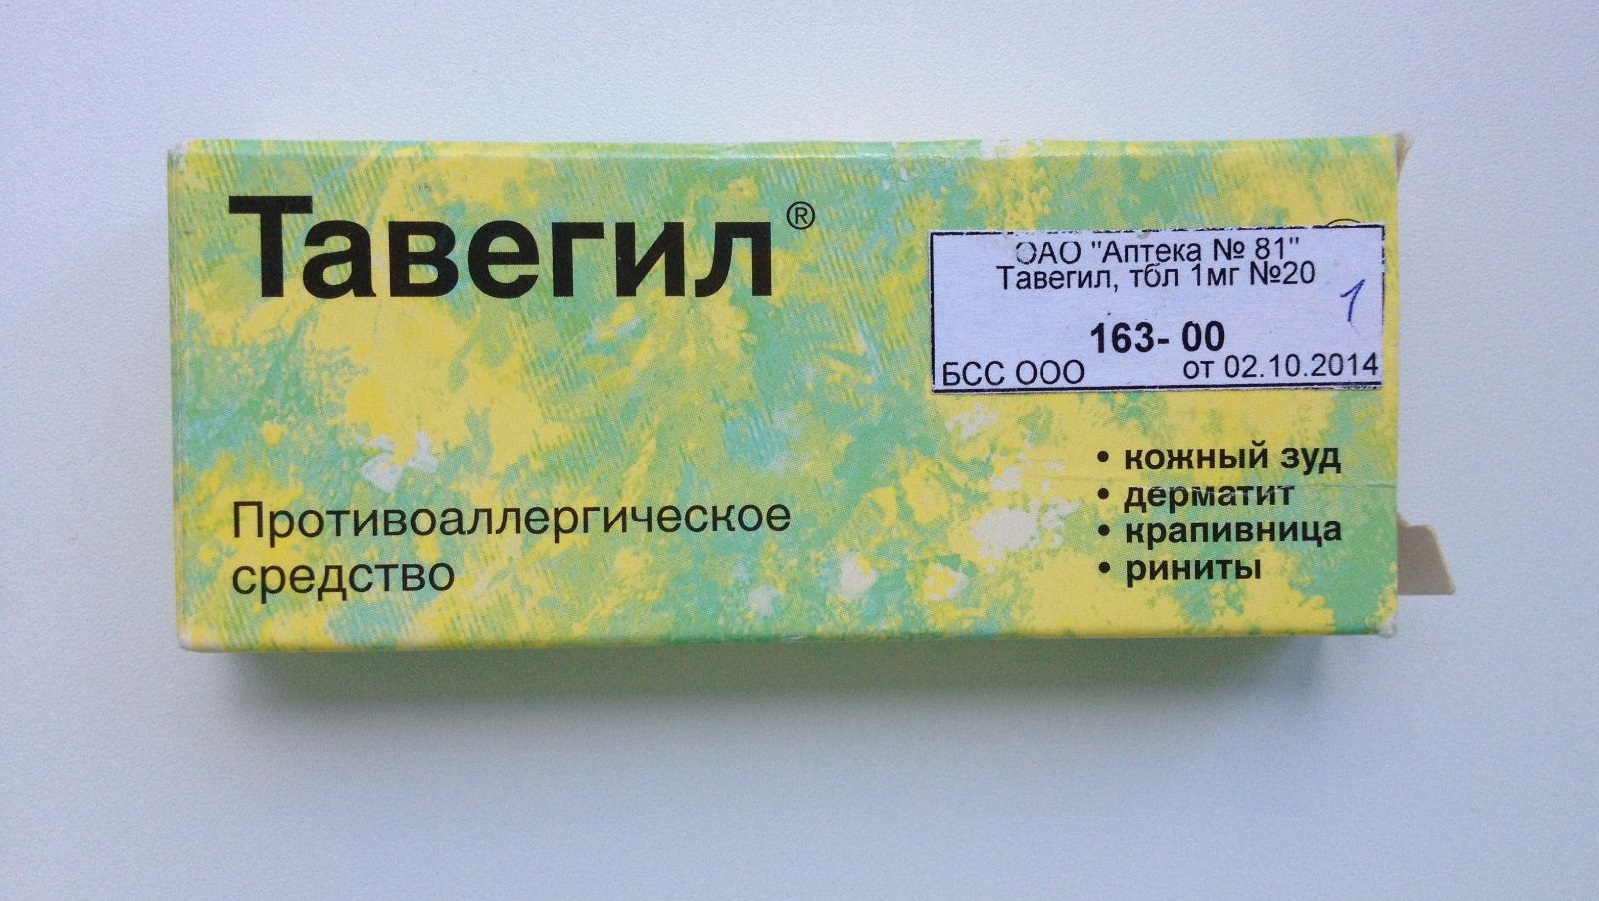 Тавегил®
ОАО "Аптека № 81"
Тавегил, тбл 1мг №20
1
163- 00
БСС ООО от 02.10.2014
• кожный зуд
• дерматит
• крапивница
• риниты
Противоаллергическое
средство